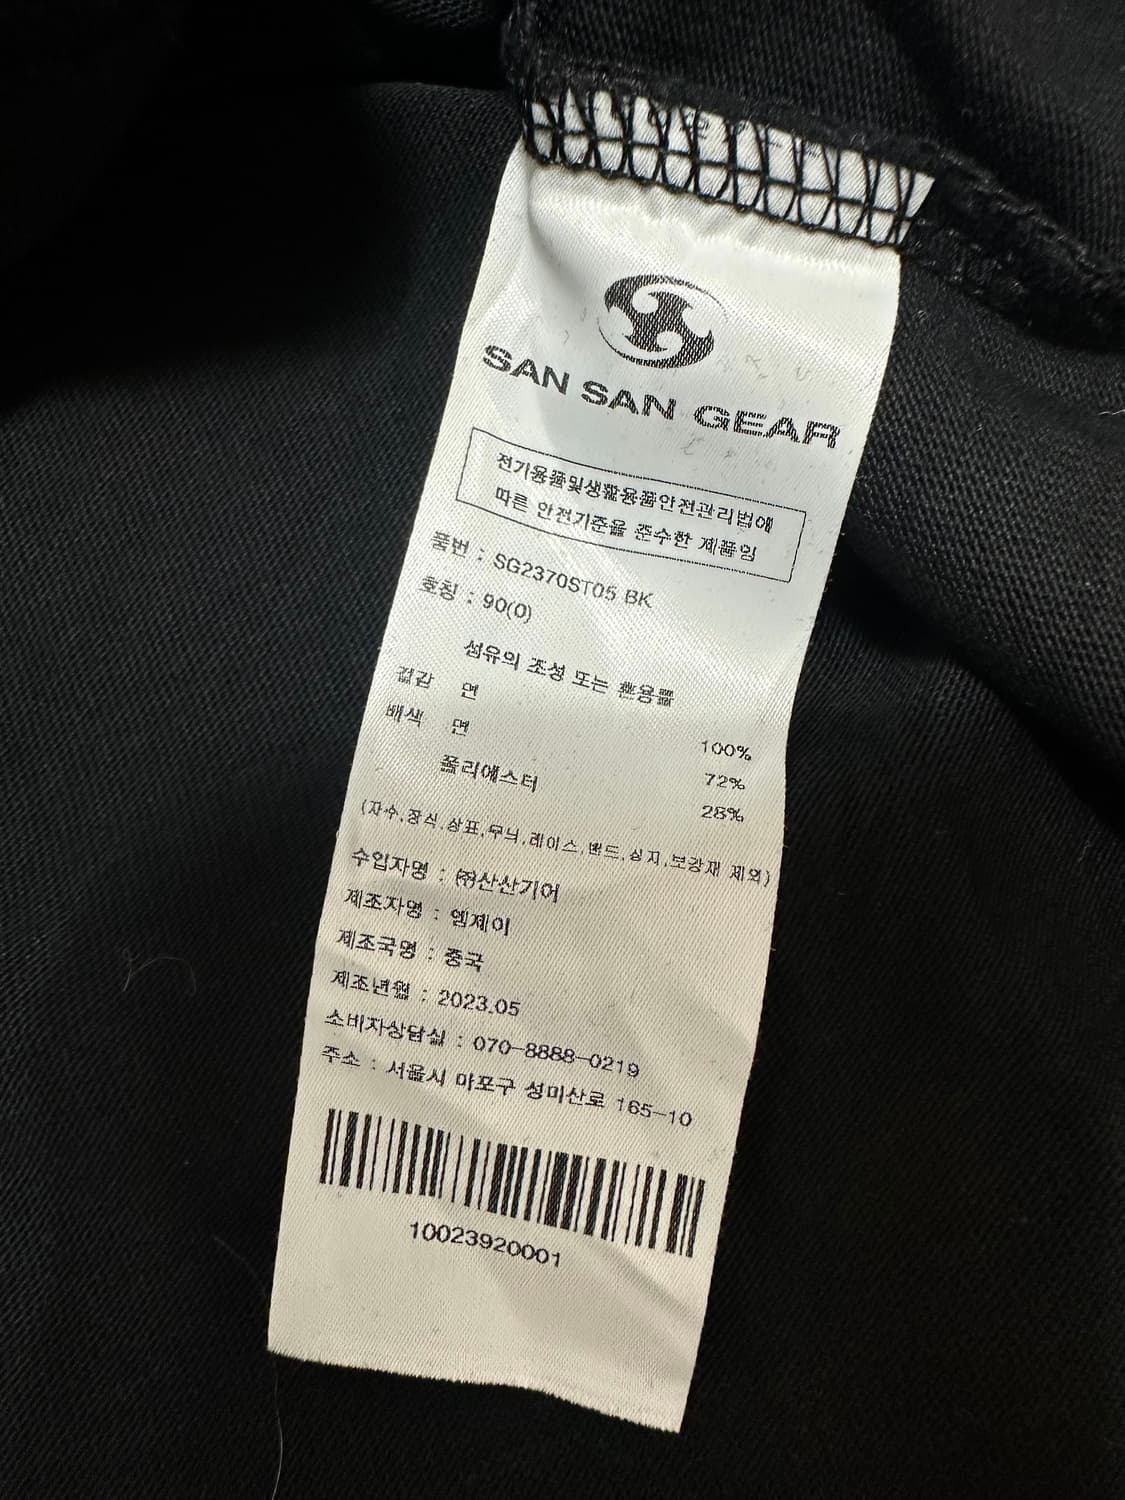 SAN SAN GEAR
전기용품및생활용품안전관리법에
따른 안전기준을 준수한 제품임
품번 : SG2370ST05 BK
호칭 : 90(0)
섬유의 조성 또는 혼용률
겉감 면 100%
배색 면 72%
폴리에스터 28%
(자수,장식,상표,무늬,레이스,밴드,심지,보강재 제외)
수입자명 : ㈜산산기어
제조자명 : 엠제이
제조국명 : 중국
제조년월 : 2023.05
소비자상담실 : 070-8888-0219
주소 : 서울시 마포구 성미산로 165-10
10023920001